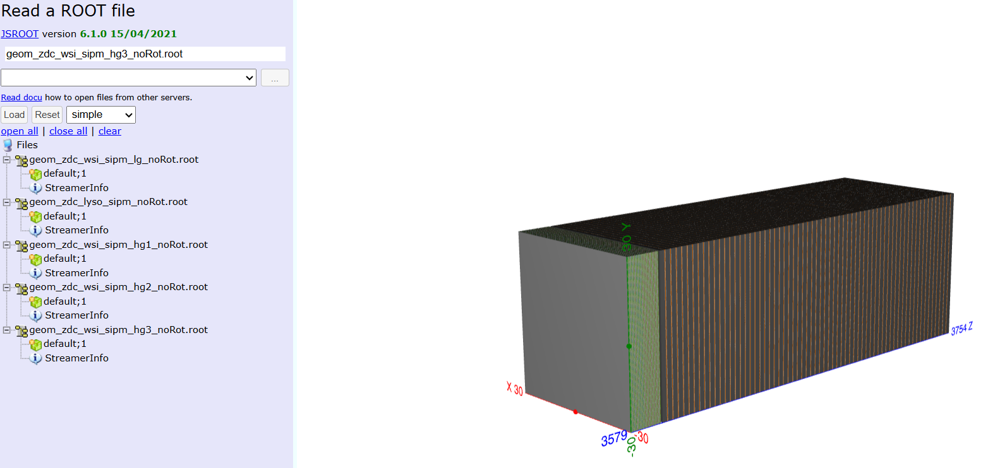 Read a ROOT file
JSROOT version 6.1.0 15/04/2021
geom_zdc_wsi_sipm_hg3_noRot.root
...
Read docu how to open files from other servers.
Load Reset simple
open all | close all | clear
Files
geom_zdc_wsi_sipm_lg_noRot.root
default;1
StreamerInfo
geom_zdc_lyso_sipm_noRot.root
default;1
StreamerInfo
geom_zdc_wsi_sipm_hg1_noRot.root
default;1
StreamerInfo
geom_zdc_wsi_sipm_hg2_noRot.root
default;1
StreamerInfo
geom_zdc_wsi_sipm_hg3_noRot.root
default;1
StreamerInfo
30 Y
3754 Z
X 30
3579
-30
-30